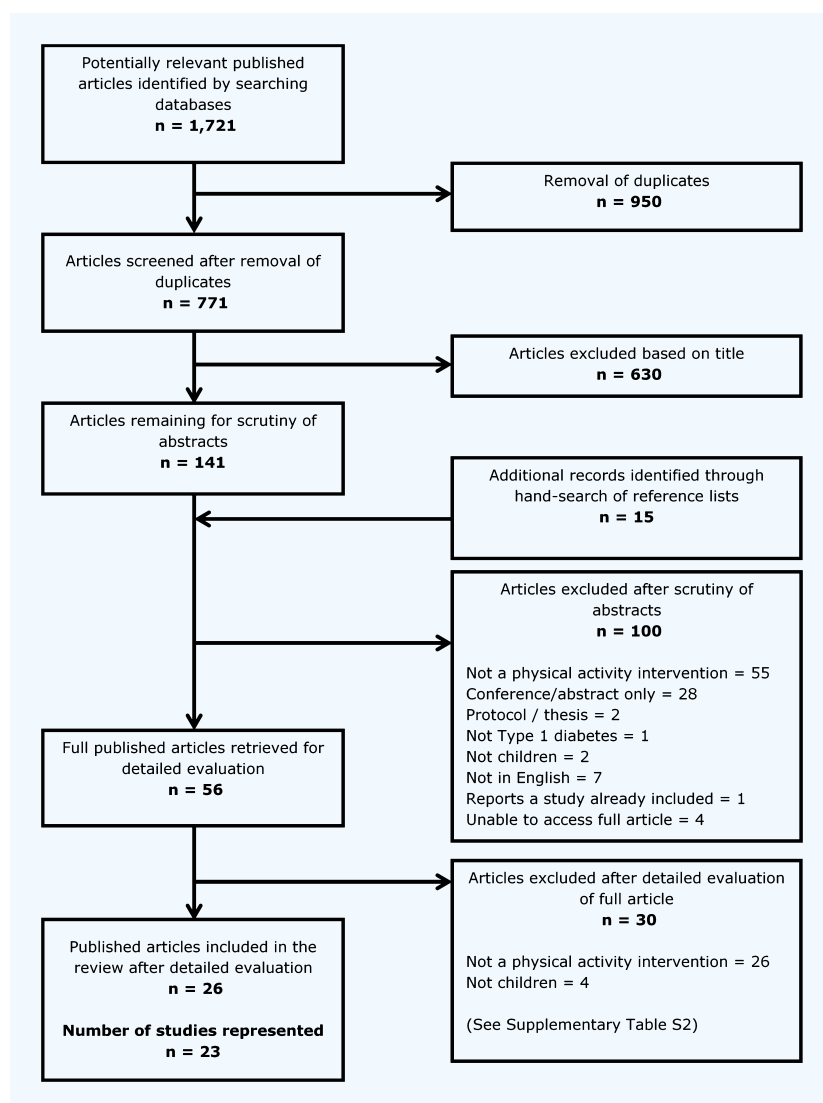 Potentially relevant published
articles identified by searching
databases
n = 1,721
Removal of duplicates
n = 950
Articles screened after removal of
duplicates
n = 771
Articles excluded based on title
n = 630
Articles remaining for scrutiny of
abstracts
n = 141
Additional records identified through
hand-search of reference lists
n = 15
Articles excluded after scrutiny of
abstracts
n = 100
Not a physical activity intervention = 55
Conference/abstract only = 28
Protocol / thesis = 2
Not Type 1 diabetes = 1
Not children = 2
Not in English = 7
Reports a study already included = 1
Unable to access full article = 4
Full published articles retrieved for
detailed evaluation
n = 56
Articles excluded after detailed evaluation
of full article
n = 30
Not a physical activity intervention = 26
Not children = 4
(See Supplementary Table S2)
Published articles included in the
review after detailed evaluation
n = 26
Number of studies represented
n = 23